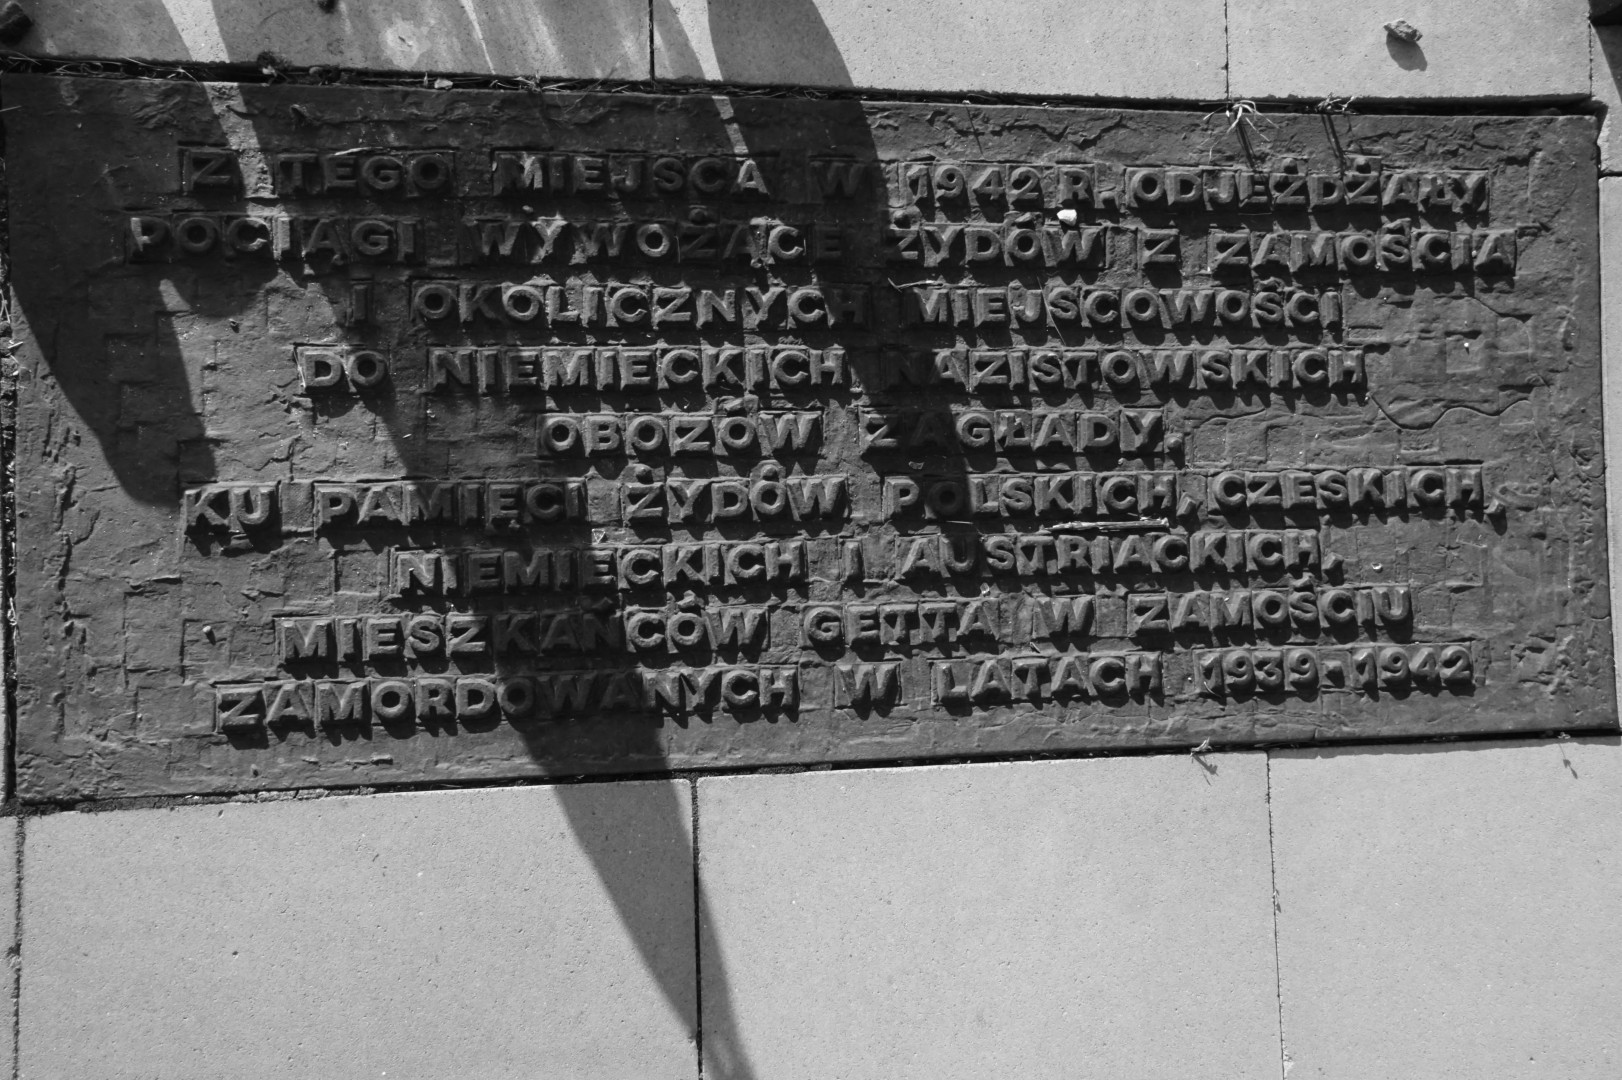 Z TEGO MIEJSCA W 1942 R. ODJEŻDŻAŁY
POCIĄGI WYWOŻĄCE ŻYDÓW Z ZAMOŚCIA
I OKOLICZNYCH MIEJSCOWOŚCI
DO NIEMIECKICH NAZISTOWSKICH
OBOZÓW ZAGŁADY.
KU PAMIĘCI ŻYDÓW POLSKICH, CZESKICH,
NIEMIECKICH I AUSTRIACKICH,
MIESZKAŃCÓW GETTA W ZAMOŚCIU
ZAMORDOWANYCH W LATACH 1939-1942